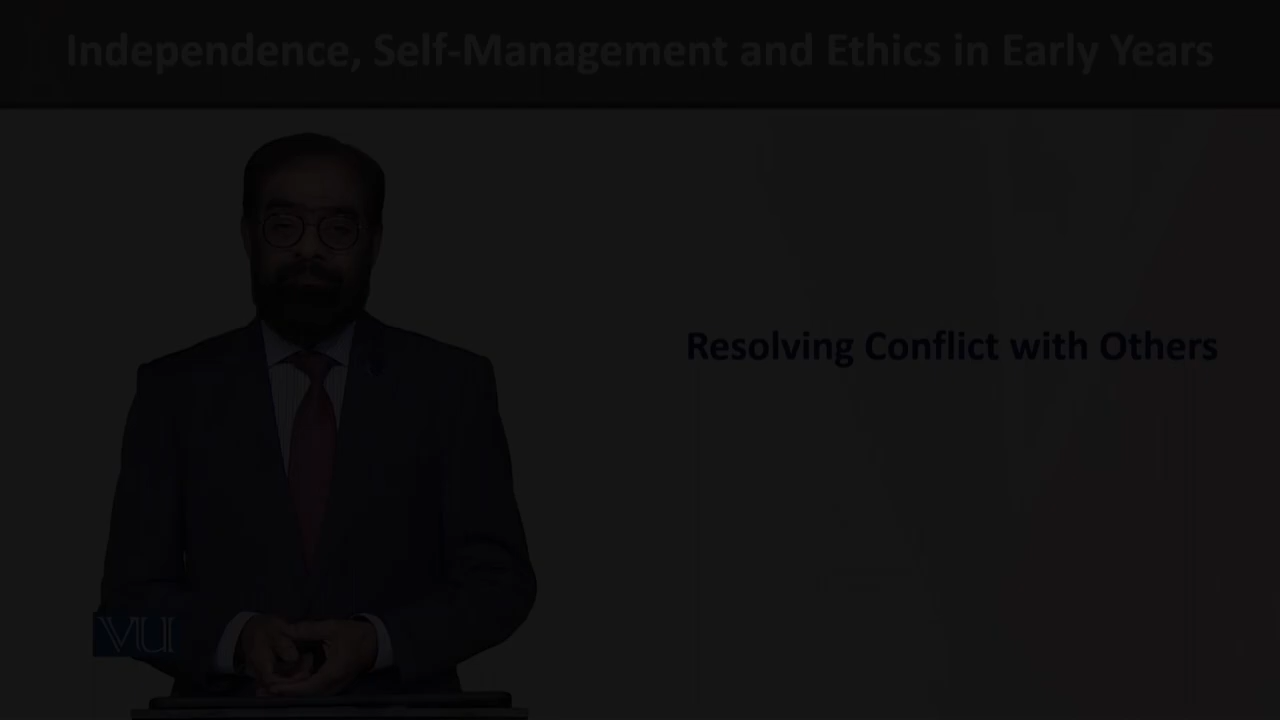 Independence, Self-Management and Ethics in Early Years
Resolving Conflict with Others
VU